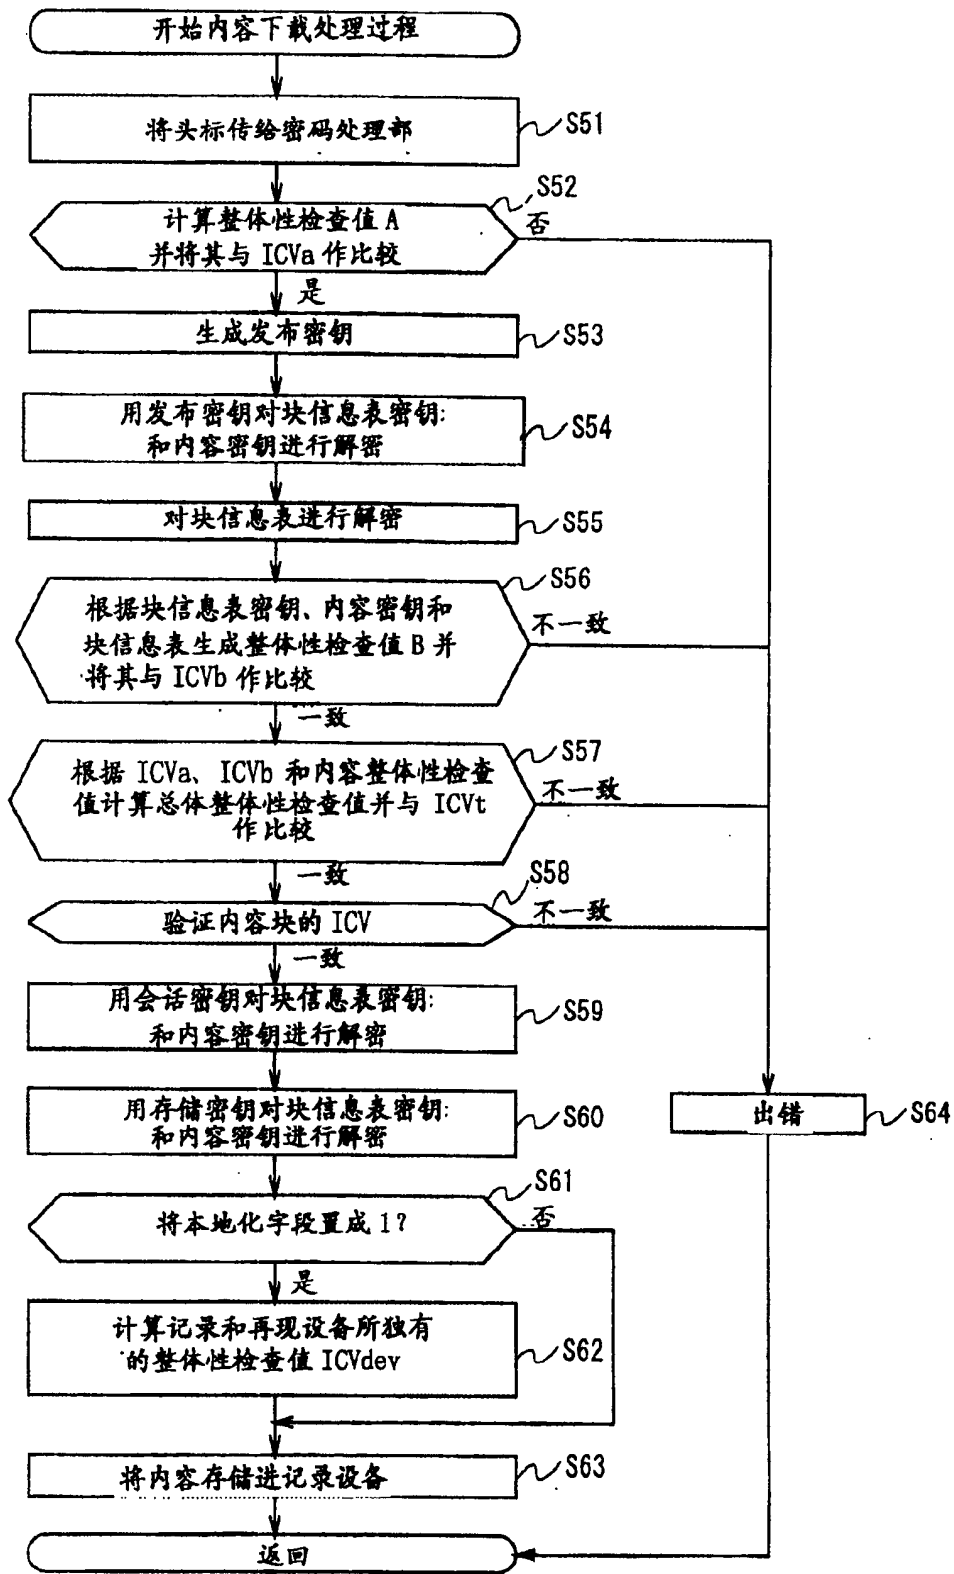 开始内容下载处理过程
将头标传给密码处理部
S51
S52
计算整体性检查值 A
并将其与 ICVa 作比较
否
是
生成发布密钥
S53
用发布密钥对块信息表密钥
和内容密钥进行解密
S54
对块信息表进行解密
S55
S56
根据块信息表密钥、内容密钥和
块信息表生成整体性检查值 B 并
将其与 ICVb 作比较
不一致
一致
S57
根据 ICVa、ICVb 和内容整体性检查
值计算总体整体性检查值并与 ICVt
作比较
不一致
一致
S58
验证内容块的 ICV
不一致
一致
用会话密钥对块信息表密钥
和内容密钥进行解密
S59
用存储密钥对块信息表密钥
和内容密钥进行解密
S60
出错
S64
S61
将本地化字段置成 1?
否
是
计算记录和再现设备所独有
的整体性检查值 ICVdev
S62
将内容存储进记录设备
S63
返回